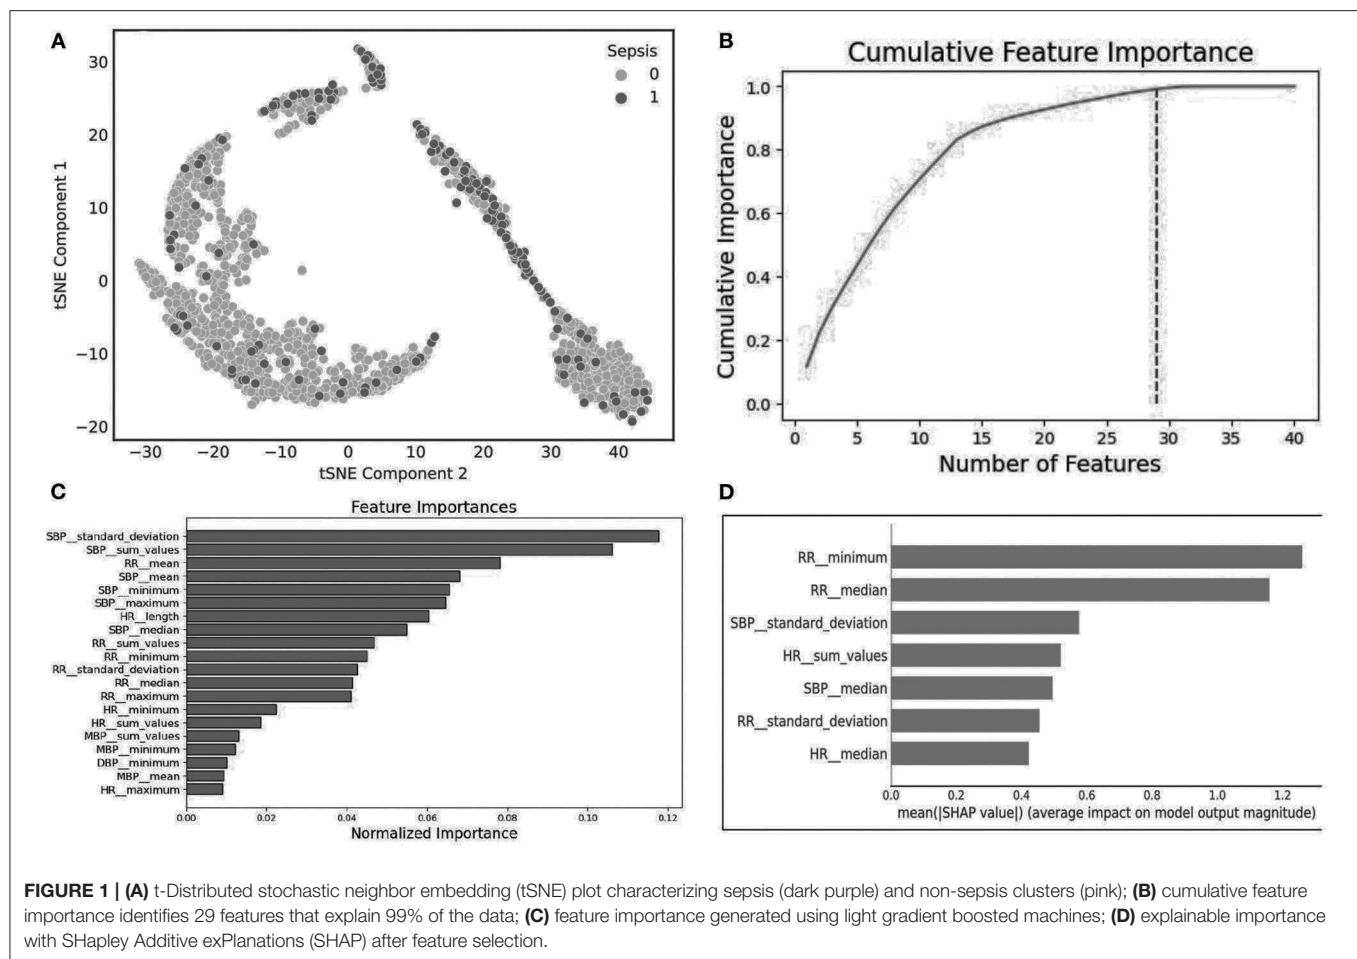 A
Sepsis
0
1
30
20
10
0
−10
−20
tSNE Component 1
−30
−20
−10
0
10
20
30
40
tSNE Component 2
B
Cumulative Feature Importance
1.0
0.8
0.6
0.4
0.2
0.0
Cumulative Importance
0
5
10
15
20
25
30
35
40
Number of Features
C
Feature Importances
SBP__standard_deviation
SBP__sum_values
RR__mean
SBP__mean
SBP__minimum
SBP__maximum
HR__length
SBP__median
RR__sum_values
RR__minimum
RR__standard_deviation
RR__median
RR__maximum
HR__minimum
HR__sum_values
MBP__sum_values
MBP__minimum
DBP__minimum
MBP__mean
HR__maximum
0.00
0.02
0.04
0.06
0.08
0.10
0.12
Normalized Importance
D
RR__minimum
RR__median
SBP__standard_deviation
HR__sum_values
SBP__median
RR__standard_deviation
HR__median
0.0
0.2
0.4
0.6
0.8
1.0
1.2
mean(|SHAP value|) (average impact on model output magnitude)
FIGURE 1 | (A) t-Distributed stochastic neighbor embedding (tSNE) plot characterizing sepsis (dark purple) and non-sepsis clusters (pink); (B) cumulative feature
importance identifies 29 features that explain 99% of the data; (C) feature importance generated using light gradient boosted machines; (D) explainable importance
with SHapley Additive exPlanations (SHAP) after feature selection.